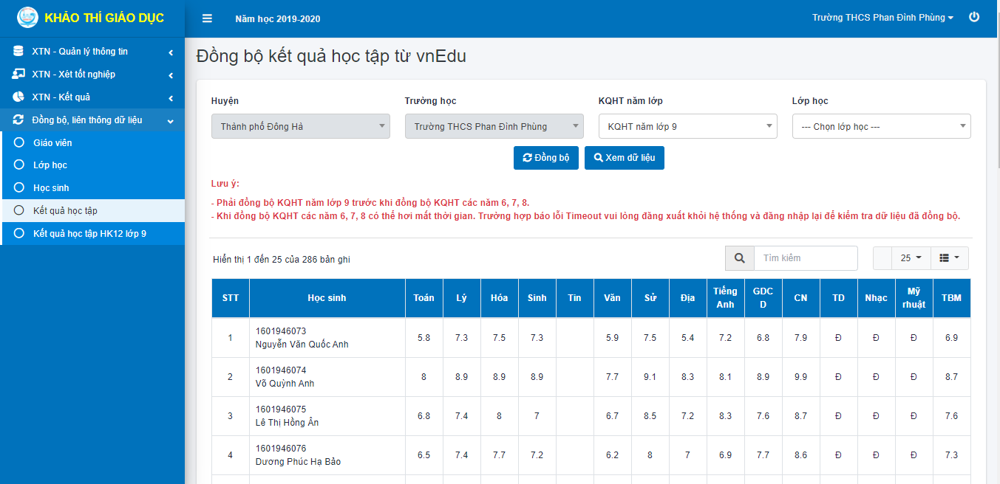 KHẢO THÍ GIÁO DỤC
Năm học 2019-2020
Trường THCS Phan Đình Phùng
XTN - Quản lý thông tin
XTN - Xét tốt nghiệp
XTN - Kết quả
Đồng bộ, liên thông dữ liệu
Giáo viên
Lớp học
Học sinh
Kết quả học tập
Kết quả học tập HK12 lớp 9
Đồng bộ kết quả học tập từ vnEdu
Huyện Trường học KQHT năm lớp Lớp học
Thành phố Đông Hà Trường THCS Phan Đình Phùng KQHT năm lớp 9 --- Chọn lớp học ---
Đồng bộ Xem dữ liệu
Lưu ý:
- Phải đồng bộ KQHT năm lớp 9 trước khi đồng bộ KQHT các năm 6, 7, 8.
- Khi đồng bộ KQHT các năm 6, 7, 8 có thể hơi mất thời gian. Trường hợp báo lỗi Timeout vui lòng đăng xuất khỏi hệ thống và đăng nhập lại để kiểm tra dữ liệu đã đồng bộ.
Hiển thị 1 đến 25 của 286 bản ghi Tìm kiếm 25
STT Học sinh Toán Lý Hóa Sinh Tin Văn Sử Địa Tiếng Anh GDCD CN TD Nhạc Mỹ rhuật TBM
1 1601946073 5.8 7.3 7.5 7.3 5.9 7.5 5.4 7.2 6.8 7.9 Đ Đ Đ 6.9
Nguyễn Văn Quốc Anh
2 1601946074 8 8.9 8.9 8.9 7.7 9.1 8.3 8.1 8.9 9.9 Đ Đ Đ 8.7
Võ Quỳnh Anh
3 1601946075 6.8 7.4 8 7 6.7 8.5 7.2 8.3 7.6 8.7 Đ Đ Đ 7.6
Lê Thị Hồng Ân
4 1601946076 6.5 7.4 7.7 7.2 6.2 8 7 6.9 7.7 8.6 Đ Đ Đ 7.3
Dương Phúc Hạ Bảo